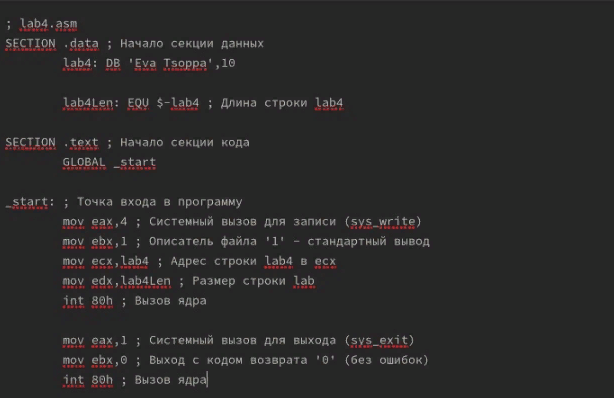 ; lab4.asm
SECTION .data ; Начало секции данных
lab4: DB 'Eva Tsoppa',10
lab4Len: EQU $-lab4 ; Длина строки lab4
SECTION .text ; Начало секции кода
GLOBAL _start
_start: ; Точка входа в программу
mov eax,4 ; Системный вызов для записи (sys_write)
mov ebx,1 ; Описатель файла '1' - стандартный вывод
mov ecx,lab4 ; Адрес строки lab4 в ecx
mov edx,lab4Len ; Размер строки lab
int 80h ; Вызов ядра
mov eax,1 ; Системный вызов для выхода (sys_exit)
mov ebx,0 ; Выход с кодом возврата '0' (без ошибок)
int 80h ; Вызов ядра